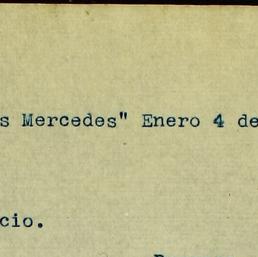 s Mercedes" Enero 4 de
cio.